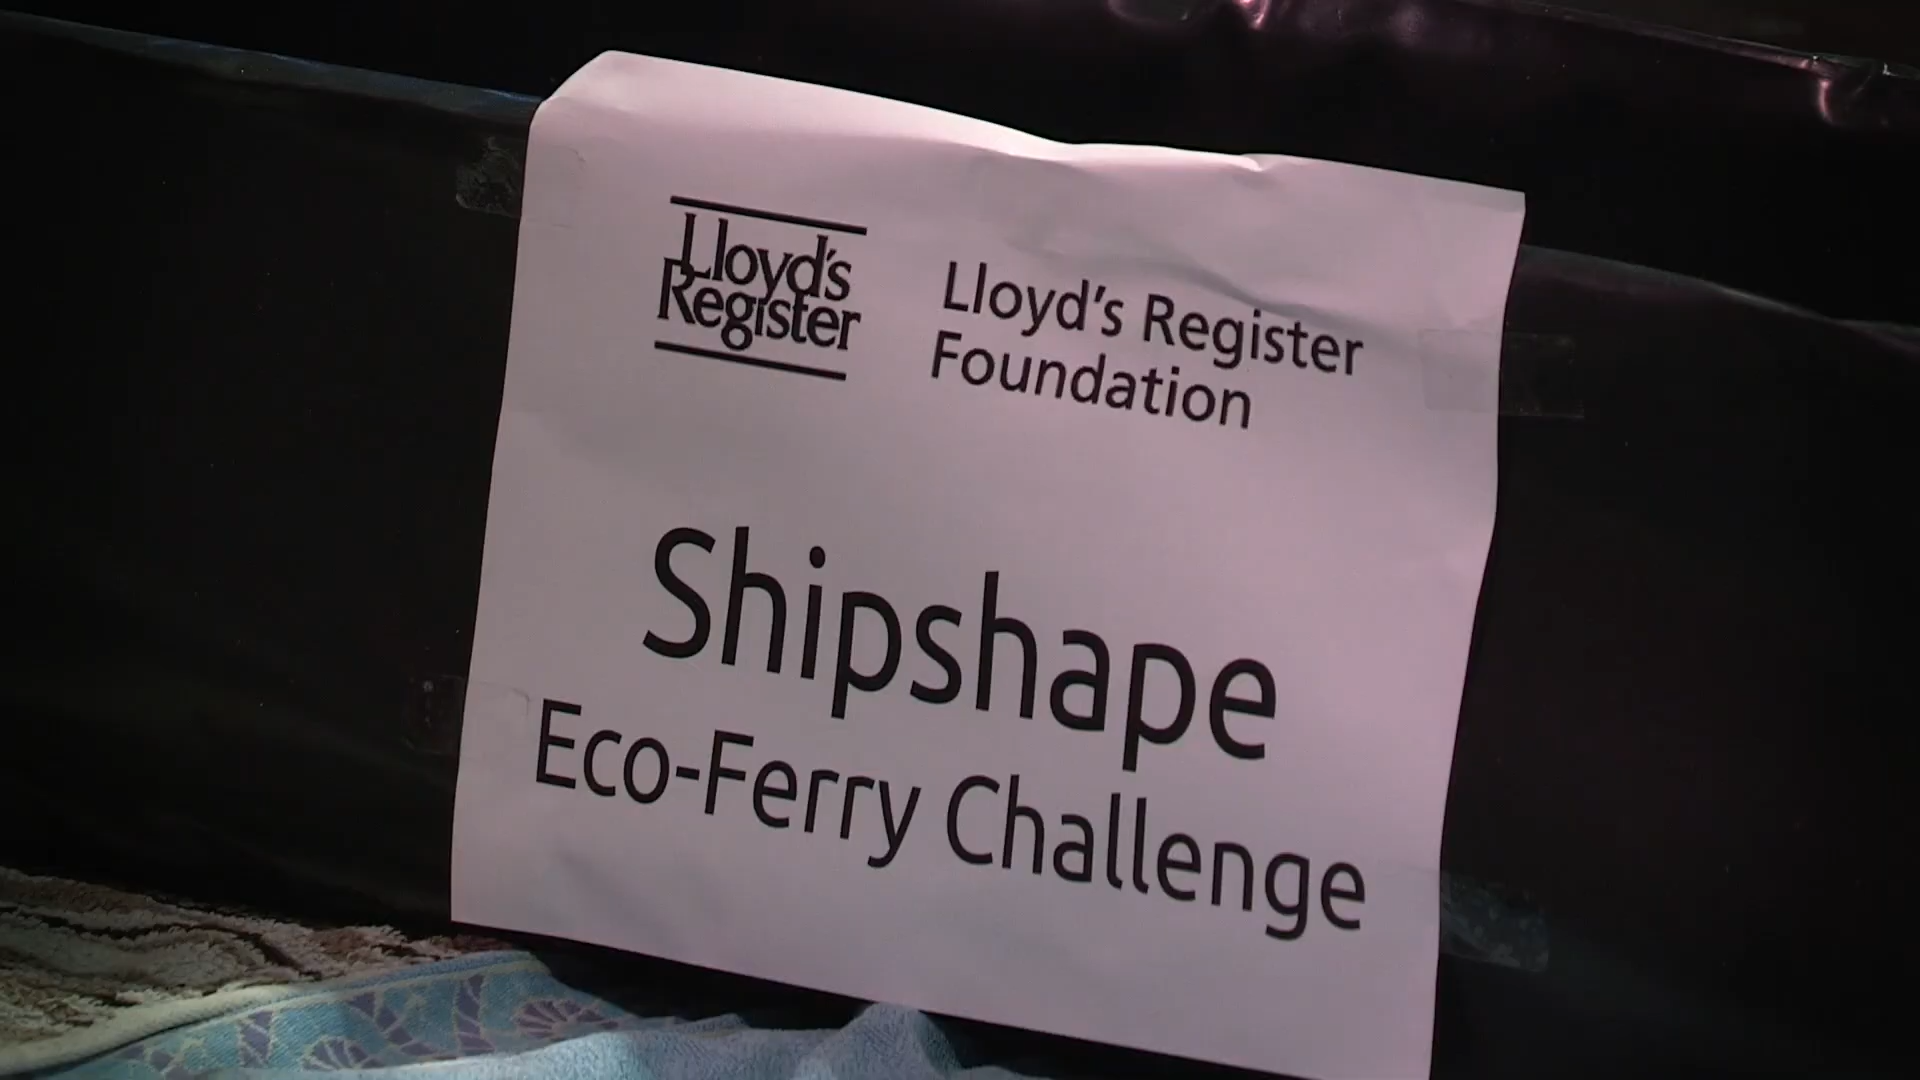 Lloyd's
Register
Lloyd's Register
Foundation
Shipshape
Eco-Ferry Challenge